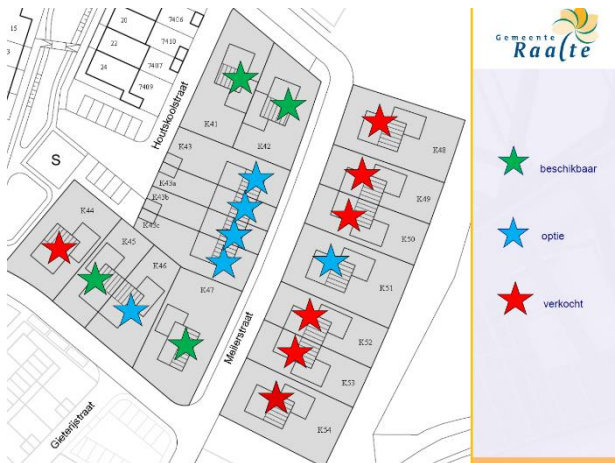 Gemeente
Raalte
beschikbaar
optie
verkocht
15
20
22
24
7406
7410
7407
7409
Houtskoolstraat
S
K41
K42
K43
K43a
K43b
K43c
K44
K45
K46
K47
K48
K49
K50
K51
K52
K53
K54
Meilerstraat
Gieterijstraat